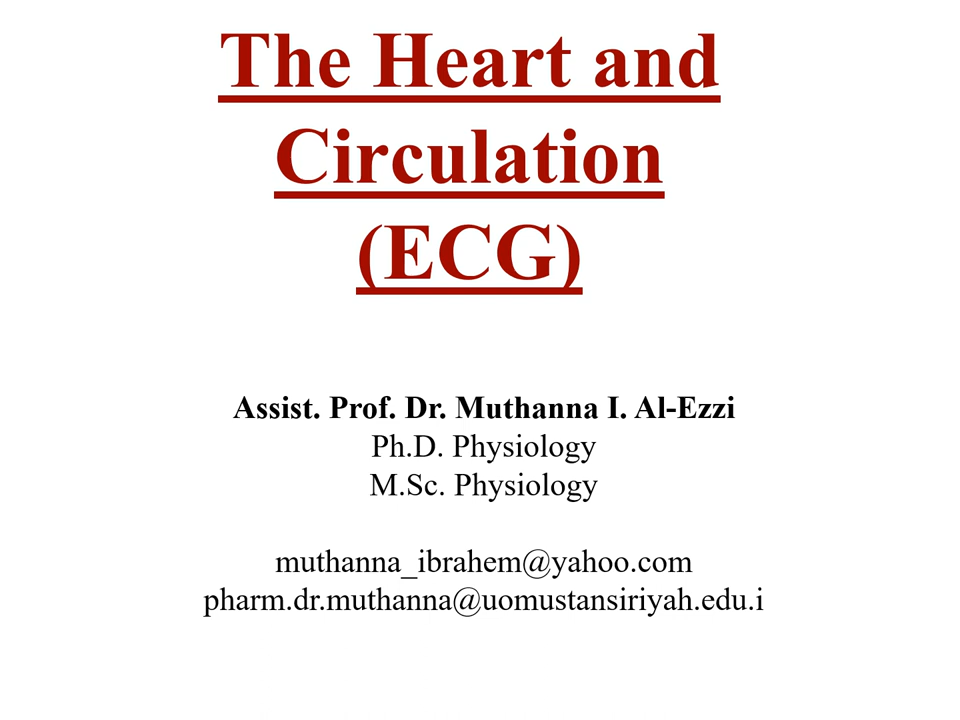 The Heart and
Circulation
(ECG)
Assist. Prof. Dr. Muthanna I. Al-Ezzi
Ph.D. Physiology
M.Sc. Physiology
muthanna_ibrahem@yahoo.com
pharm.dr.muthanna@uomustansiriyah.edu.i